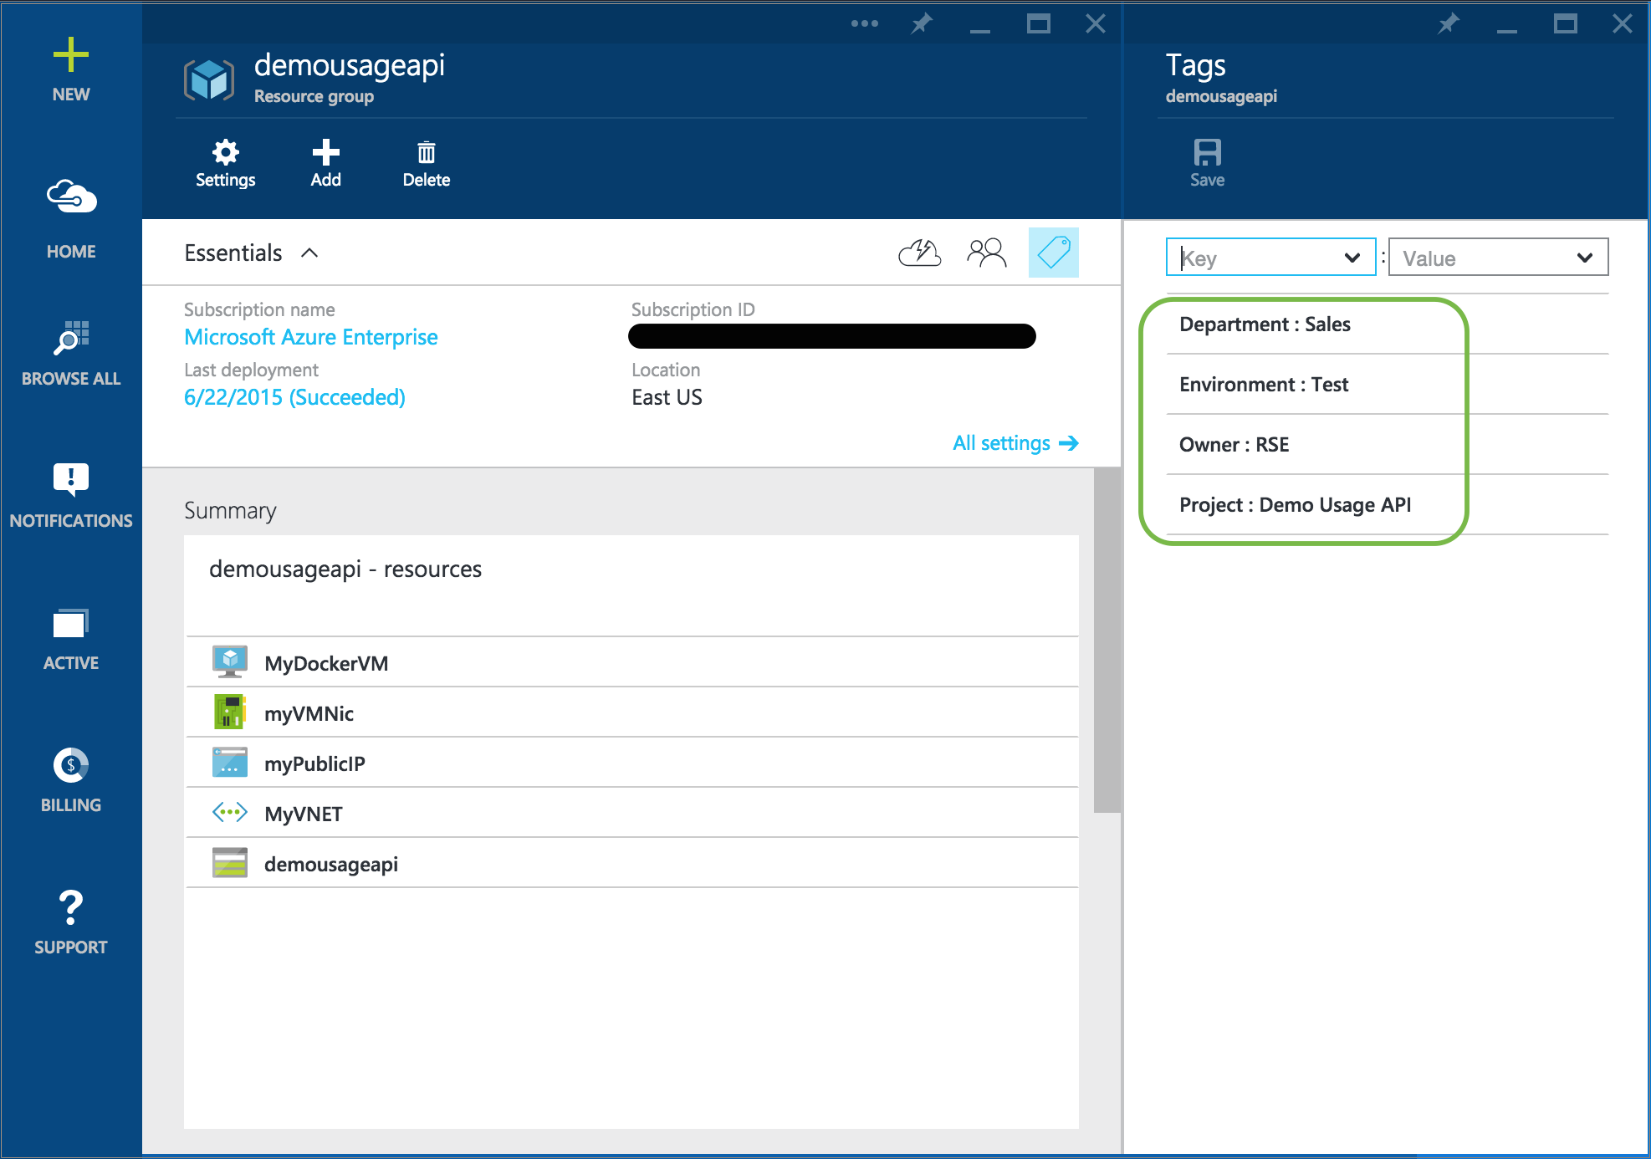 NEW
HOME
BROWSE ALL
NOTIFICATIONS
ACTIVE
BILLING
SUPPORT
demousageapi
Resource group
Settings
Add
Delete
Essentials
Subscription name
Microsoft Azure Enterprise
Subscription ID
Last deployment
6/22/2015 (Succeeded)
Location
East US
All settings
Summary
demousageapi - resources
MyDockerVM
myVMNic
myPublicIP
MyVNET
demousageapi
Tags
demousageapi
Save
Key : Value
Department : Sales
Environment : Test
Owner : RSE
Project : Demo Usage API